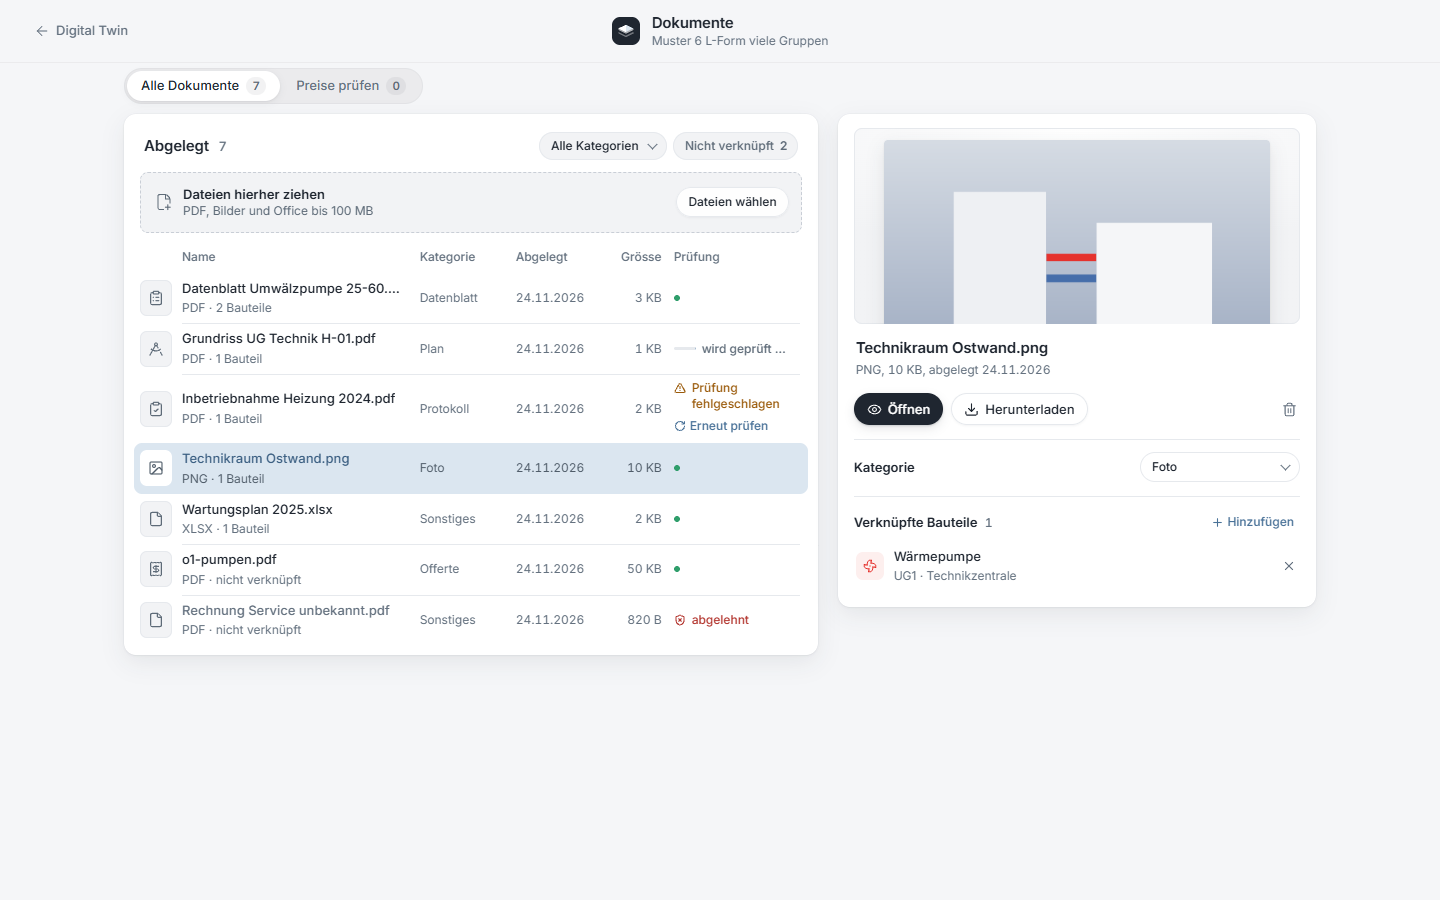 Digital Twin
Dokumente
Muster 6 L-Form viele Gruppen
Alle Dokumente 7
Preise prüfen 0
Abgelegt 7
Alle Kategorien
Nicht verknüpft 2
Dateien hierher ziehen
PDF, Bilder und Office bis 100 MB
Dateien wählen
Name Kategorie Abgelegt Grösse Prüfung
Datenblatt Umwälzpumpe 25-60.... Datenblatt 24.11.2026 3 KB
PDF · 2 Bauteile
Grundriss UG Technik H-01.pdf Plan 24.11.2026 1 KB wird geprüft ...
PDF · 1 Bauteil
Inbetriebnahme Heizung 2024.pdf Protokoll 24.11.2026 2 KB Prüfung
fehlgeschlagen
PDF · 1 Bauteil
Erneut prüfen
Technikraum Ostwand.png Foto 24.11.2026 10 KB
PNG · 1 Bauteil
Wartungsplan 2025.xlsx Sonstiges 24.11.2026 2 KB
XLSX · 1 Bauteil
o1-pumpen.pdf Offerte 24.11.2026 50 KB
PDF · nicht verknüpft
Rechnung Service unbekannt.pdf Sonstiges 24.11.2026 820 B abgelehnt
PDF · nicht verknüpft
Technikraum Ostwand.png
PNG, 10 KB, abgelegt 24.11.2026
Öffnen
Herunterladen
Kategorie Foto
Verknüpfte Bauteile 1
Hinzufügen
Wärmepumpe
UG1 · Technikzentrale